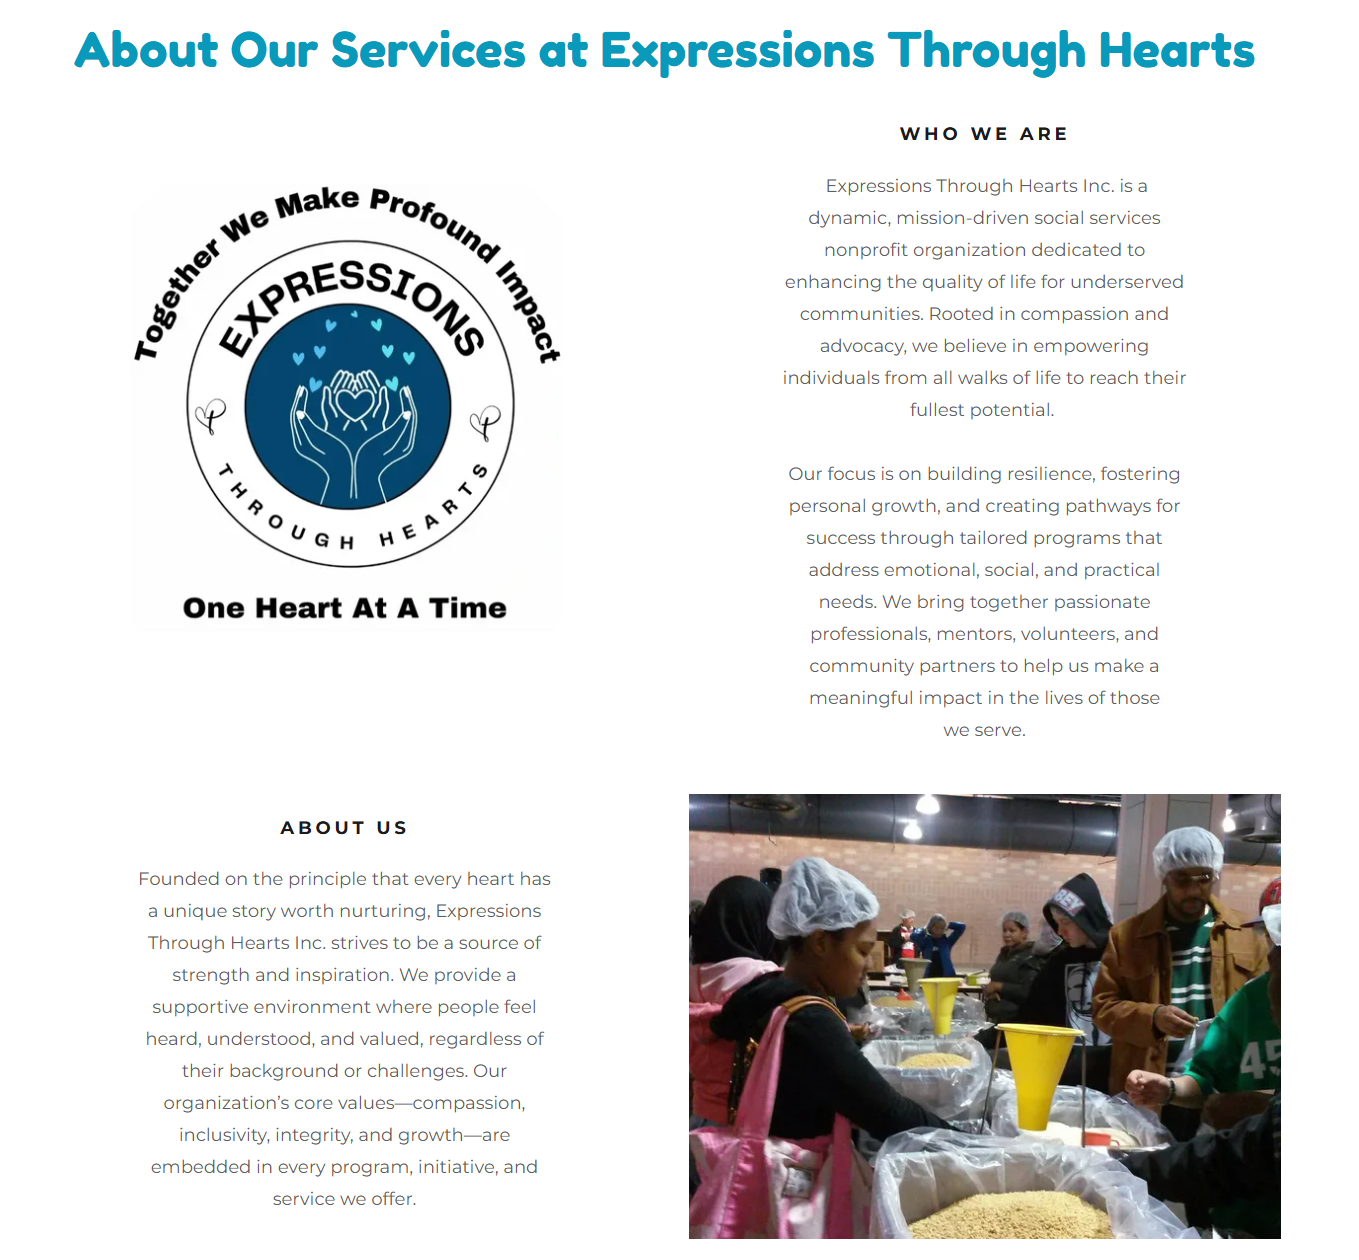 About Our Services at Expressions Through Hearts
Together We Make Profound Impact
EXPRESSIONS
THROUGH HEARTS
One Heart At A Time
WHO WE ARE
Expressions Through Hearts Inc. is a
dynamic, mission-driven social services
nonprofit organization dedicated to
enhancing the quality of life for underserved
communities. Rooted in compassion and
advocacy, we believe in empowering
individuals from all walks of life to reach their
fullest potential.
Our focus is on building resilience, fostering
personal growth, and creating pathways for
success through tailored programs that
address emotional, social, and practical
needs. We bring together passionate
professionals, mentors, volunteers, and
community partners to help us make a
meaningful impact in the lives of those
we serve.
ABOUT US
Founded on the principle that every heart has
a unique story worth nurturing, Expressions
Through Hearts Inc. strives to be a source of
strength and inspiration. We provide a
supportive environment where people feel
heard, understood, and valued, regardless of
their background or challenges. Our
organization’s core values—compassion,
inclusivity, integrity, and growth—are
embedded in every program, initiative, and
service we offer.
45